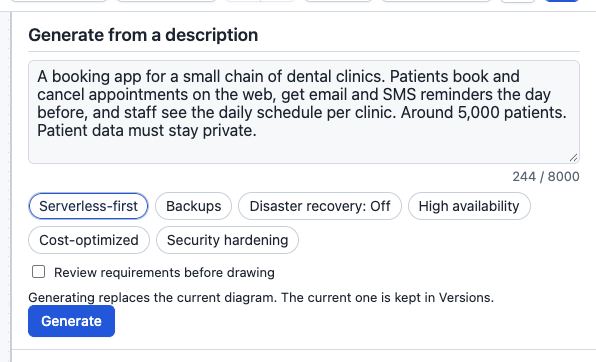 Generate from a description
A booking app for a small chain of dental clinics. Patients book and
cancel appointments on the web, get email and SMS reminders the day
before, and staff see the daily schedule per clinic. Around 5,000 patients.
Patient data must stay private.
244 / 8000
Serverless-first Backups Disaster recovery: Off High availability
Cost-optimized Security hardening
Review requirements before drawing
Generating replaces the current diagram. The current one is kept in Versions.
Generate